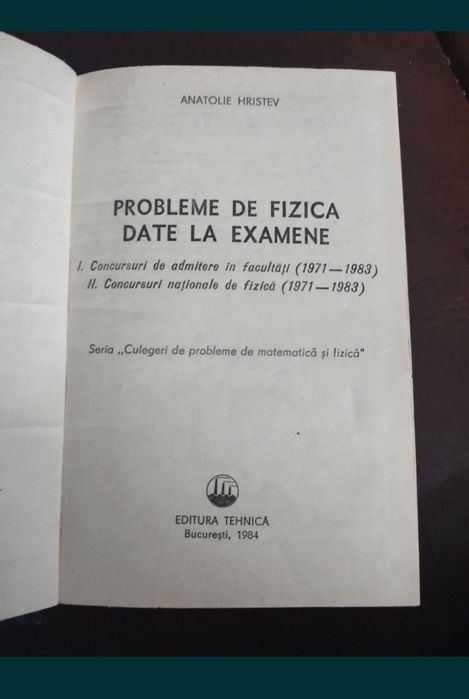 ANATOLIE HRISTEV
PROBLEME DE FIZICA
DATE LA EXAMENE
I. Concursuri de admitere în facultăți (1971—1983)
II. Concursuri naționale de fizică (1971—1983)
Seria „Culegeri de probleme de matematică și fizică"
EDITURA TEHNICĂ
București, 1984